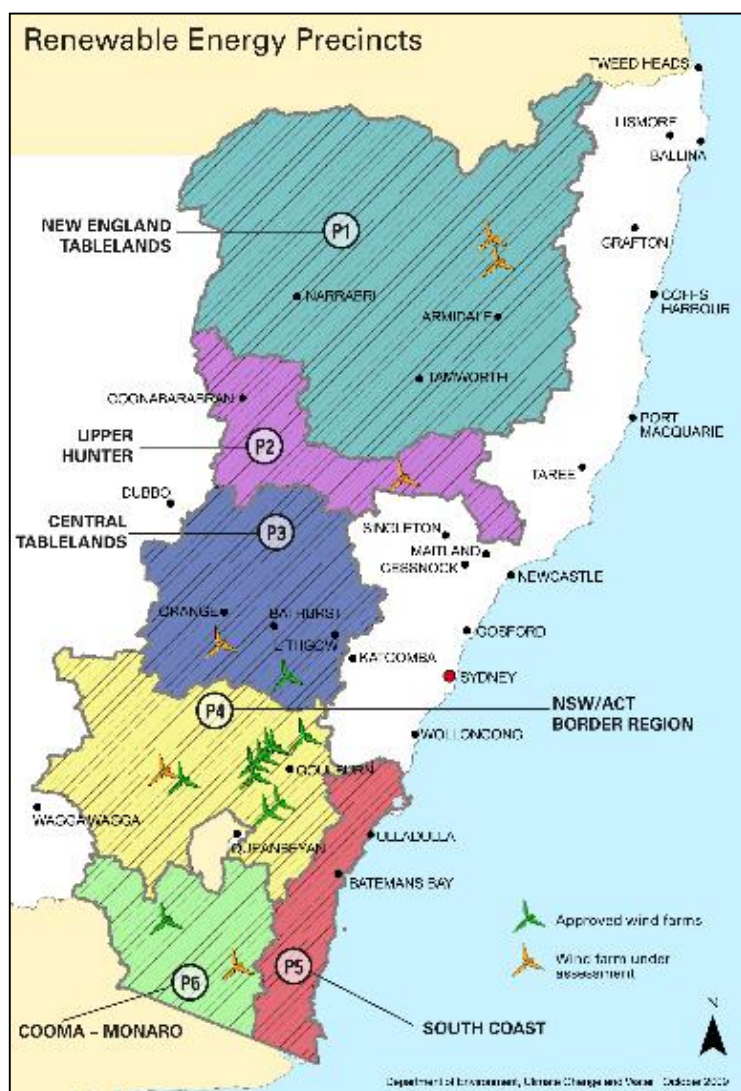 Renewable Energy Precincts
TWEED HEADS
LISMORE
BALLINA
NEW ENGLAND
TABLELANDS
P1
GRAFTON
NARRABRI
COFFS
HARBOUR
ARMIDALE
TAMWORTH
COONABARABRAN
PORT
MACQUARIE
UPPER
HUNTER
P2
TAREE
DUBBO
CENTRAL
TABLELANDS
P3
SINGLETON
MAITLAND
CESSNOCK
NEWCASTLE
ORANGE
BATHURST
LITHGOW
GOSFORD
KATOOMBA
SYDNEY
P4
NSW/ACT
BORDER REGION
WOLLONGONG
GOULBURN
WAGGA WAGGA
QUEANBEYAN
ULLADULLA
BATEMANS BAY
Approved wind farms
Wind farm under
assessment
P6
P5
COOMA – MONARO
SOUTH COAST
N
Department of Environment, Climate Change and Water October 2009